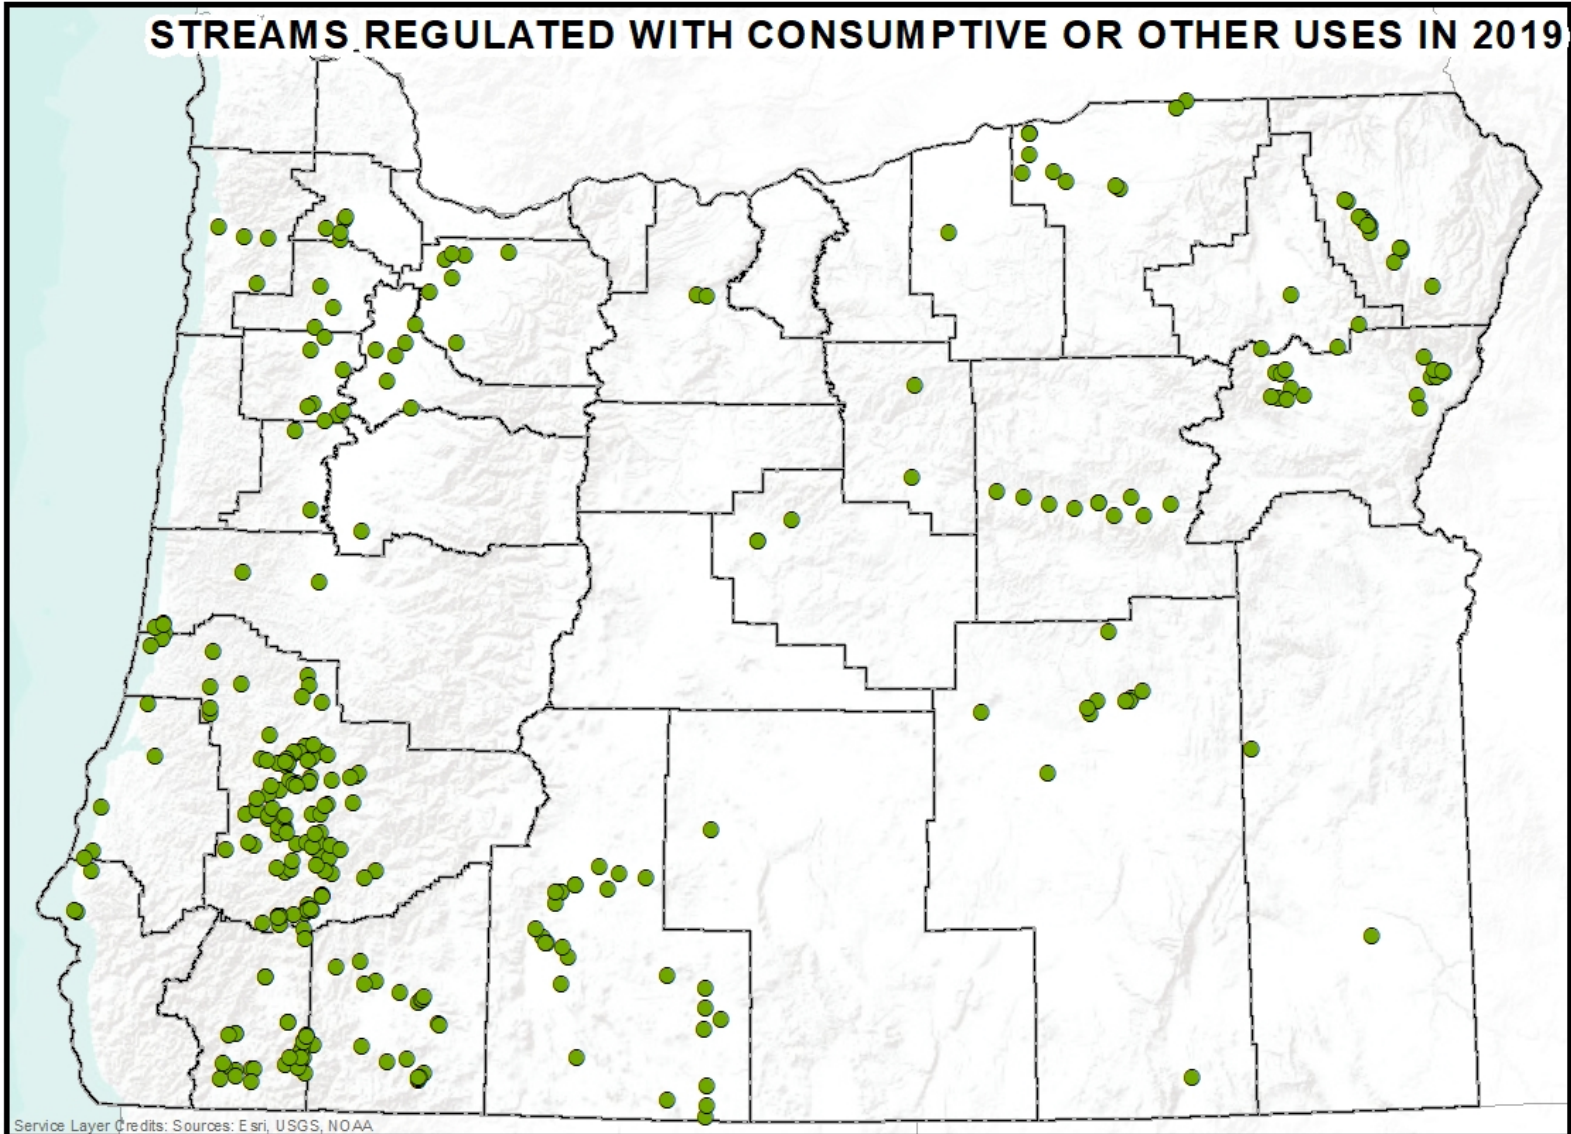 STREAMS REGULATED WITH CONSUMPTIVE OR OTHER USES IN 2019
Service Layer Credits: Sources: Esri, USGS, NOAA